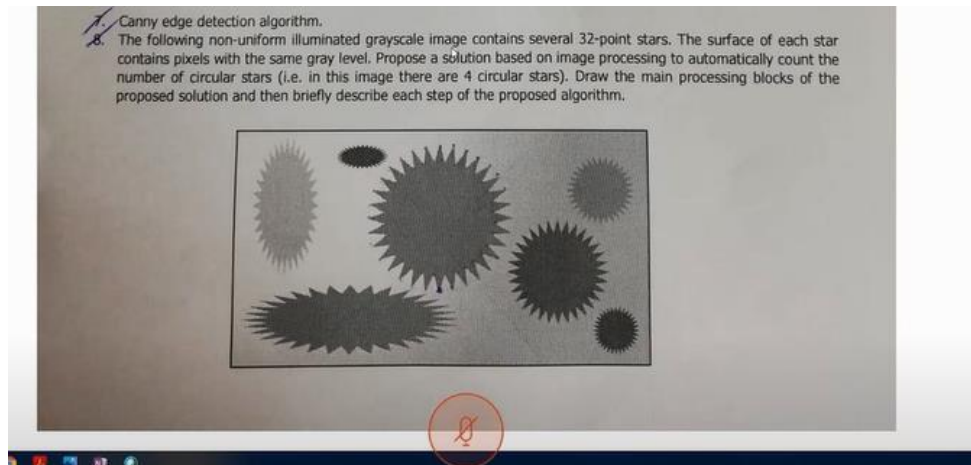 7. Canny edge detection algorithm.
8. The following non-uniform illuminated grayscale image contains several 32-point stars. The surface of each star
contains pixels with the same gray level. Propose a solution based on image processing to automatically count the
number of circular stars (i.e. in this image there are 4 circular stars). Draw the main processing blocks of the
proposed solution and then briefly describe each step of the proposed algorithm.